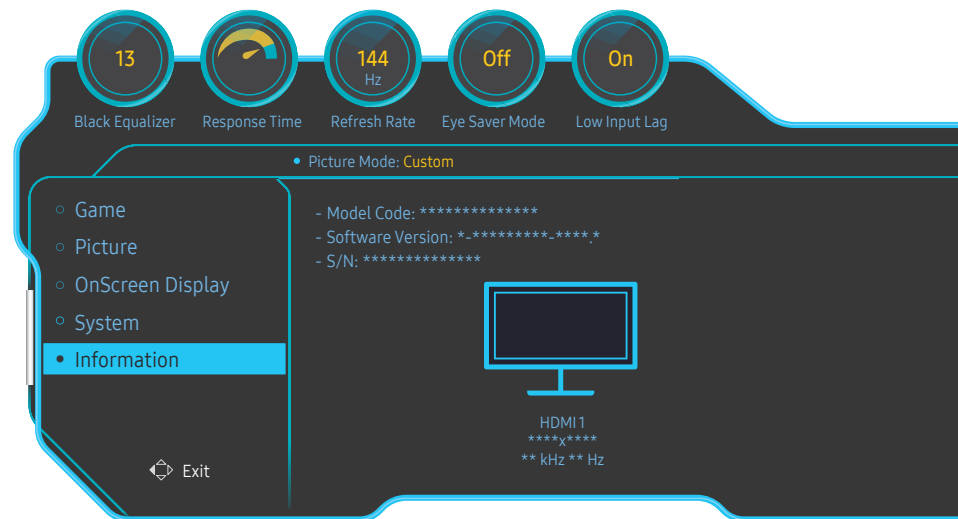 13
144
Hz
Off
On
Black Equalizer
Response Time
Refresh Rate
Eye Saver Mode
Low Input Lag
Picture Mode: Custom
Game
Picture
OnScreen Display
System
Information
- Model Code: **************
- Software Version: *-*********-****.*
- S/N: **************
HDMI 1
****x****
** kHz ** Hz
Exit